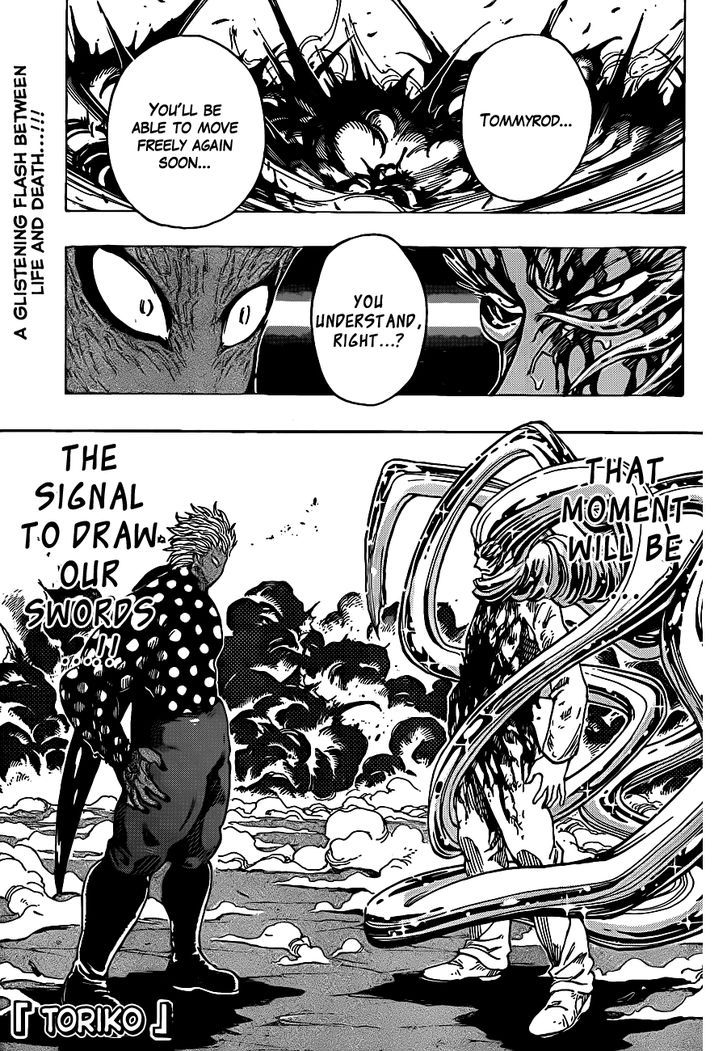 TOMMYROD...
YOU'LL BE
ABLE TO MOVE
FREELY AGAIN
SOON...
A GLISTENING FLASH BETWEEN
LIFE AND DEATH...!!!
YOU
UNDERSTAND,
RIGHT...?
THAT
MOMENT
WILL BE
...
THE
SIGNAL
TO DRAW
OUR
SWORDS
.....!!
『 TORIKO 』